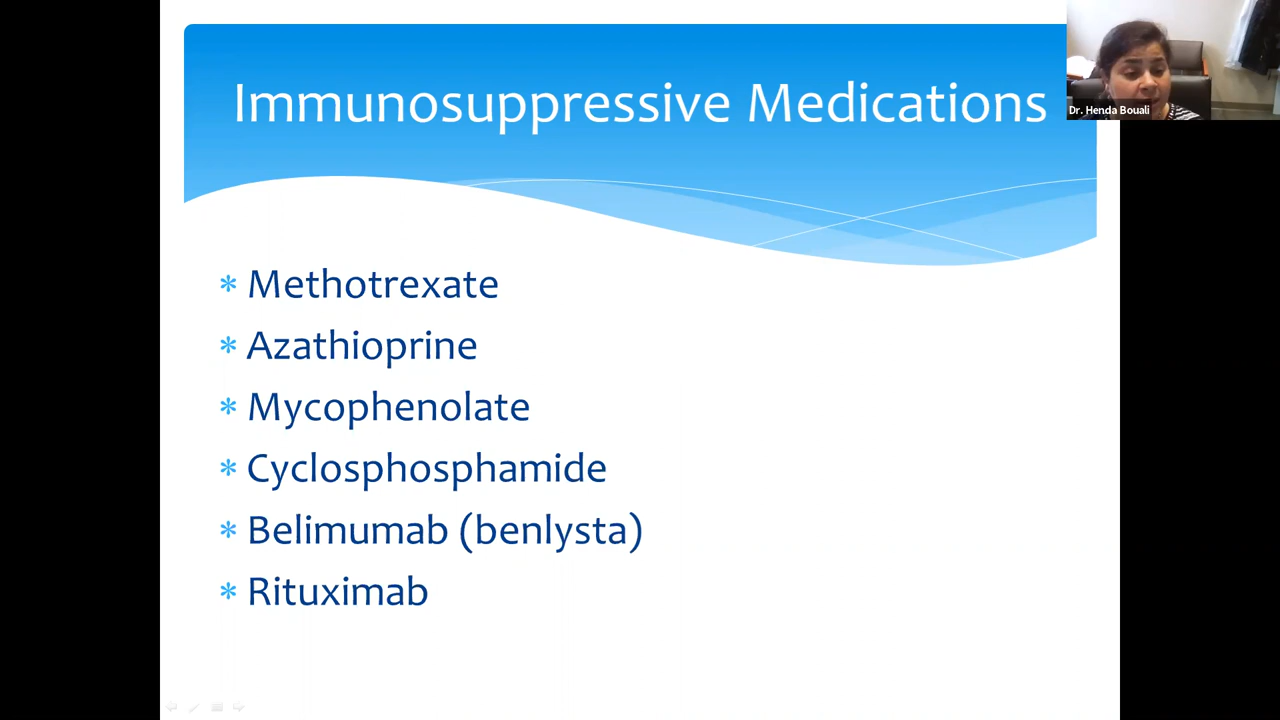 Immunosuppressive Medications
Dr. Henda Bouali
* Methotrexate
* Azathioprine
* Mycophenolate
* Cyclosphosphamide
* Belimumab (benlysta)
* Rituximab